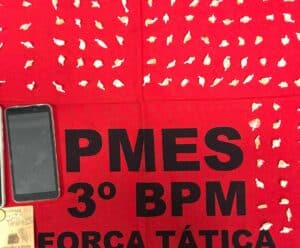 PMES
3º BPM
FORÇA TÁTICA